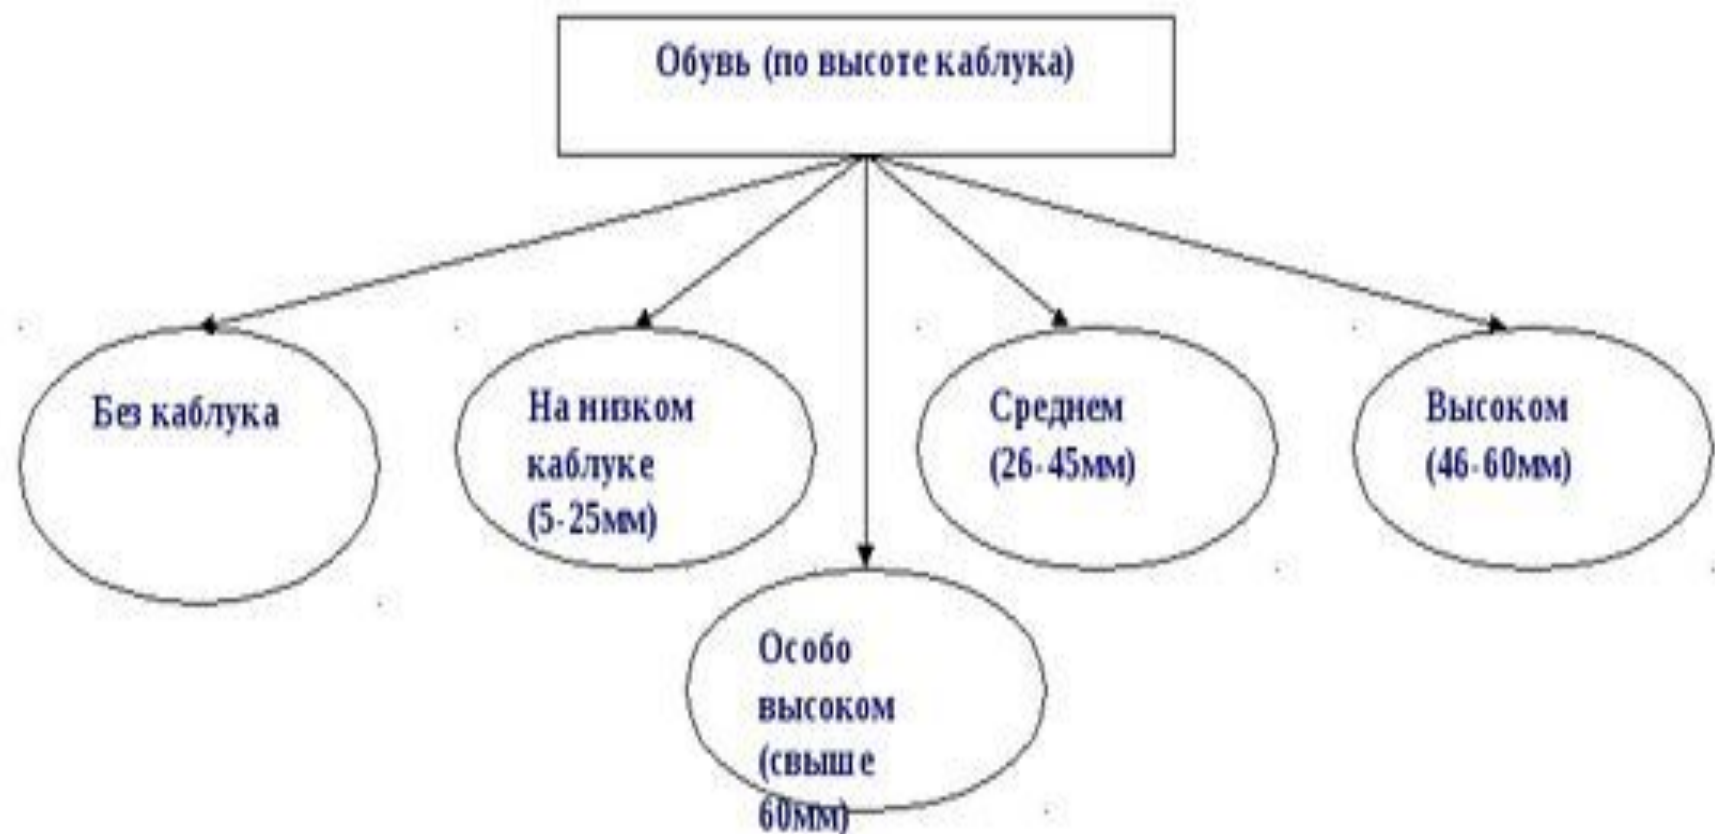 Обувь (по высоте каблука)
Без каблука
На низком
каблуке
(5-25мм)
Среднем
(26-45мм)
Высоком
(46-60мм)
Особо
высоком
(свыше
60мм)